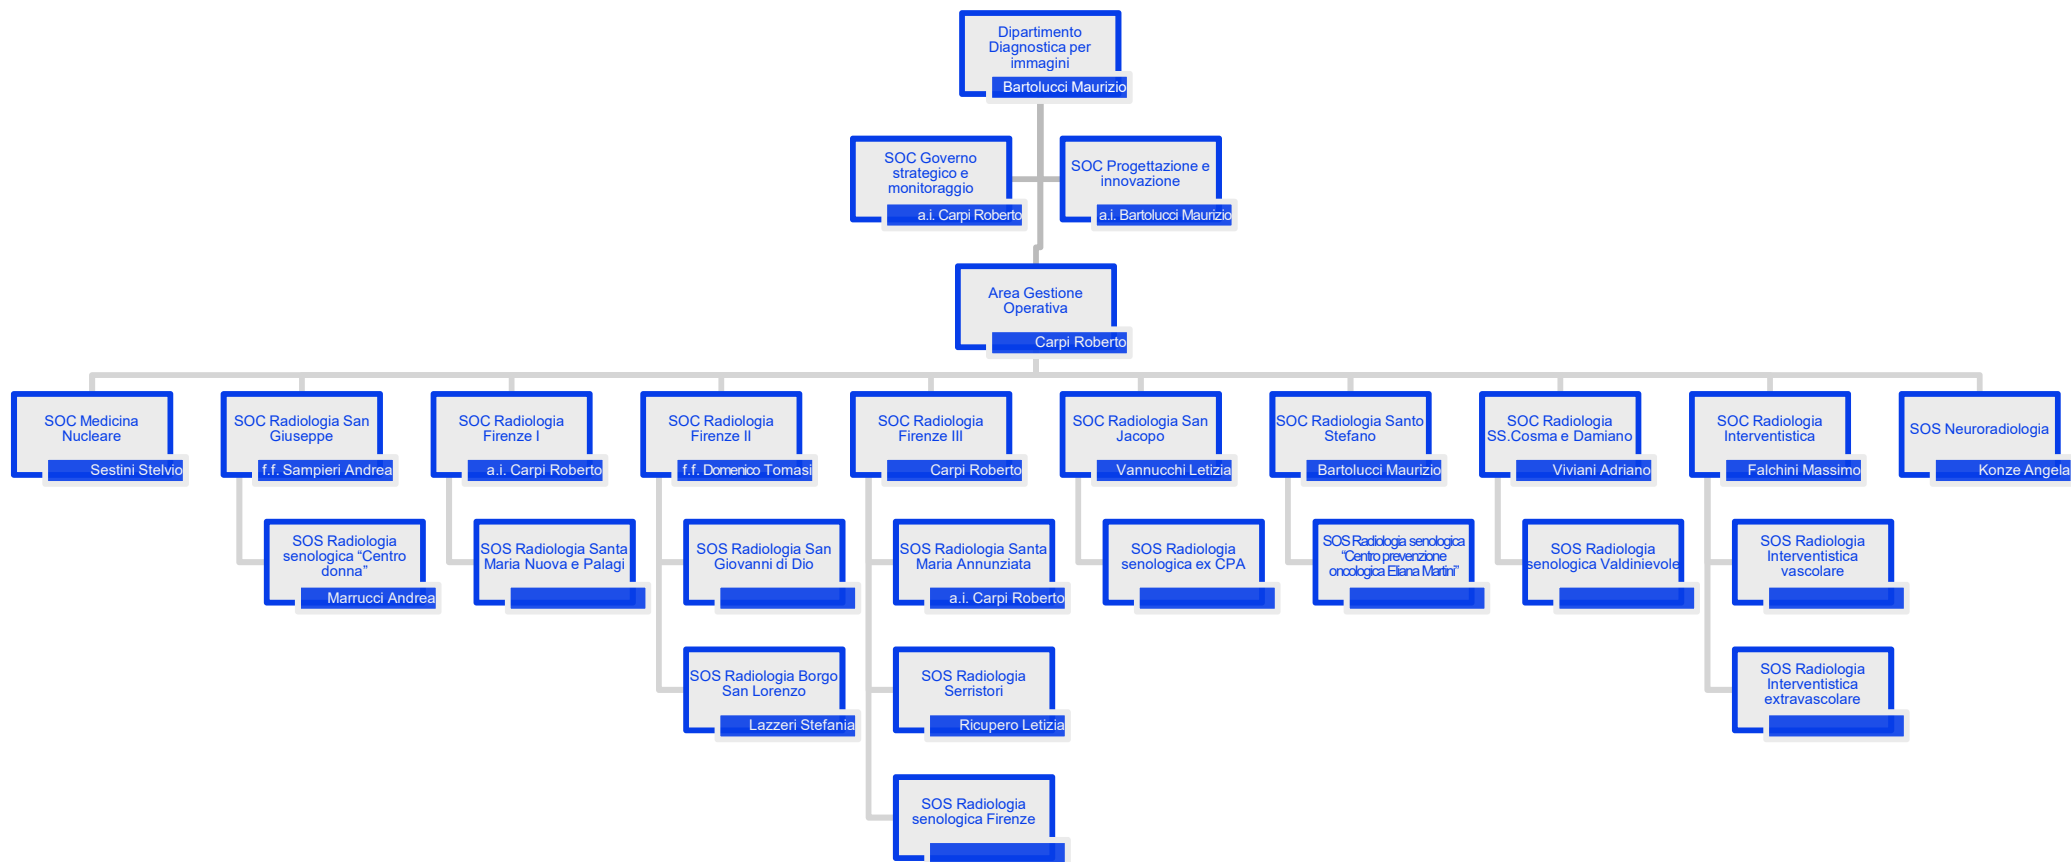 Dipartimento
Diagnostica per
immagini
Bartolucci Maurizio
SOC Governo
strategico e
monitoraggio
a.i. Carpi Roberto
SOC Progettazione e
innovazione
a.i. Bartolucci Maurizio
Area Gestione
Operativa
Carpi Roberto
SOC Medicina
Nucleare
Sestini Stelvio
SOC Radiologia San
Giuseppe
f.f. Sampieri Andrea
SOC Radiologia
Firenze I
a.i. Carpi Roberto
SOC Radiologia
Firenze II
f.f. Domenico Tomasi
SOC Radiologia
Firenze III
Carpi Roberto
SOC Radiologia San
Jacopo
Vannucchi Letizia
SOC Radiologia Santo
Stefano
Bartolucci Maurizio
SOC Radiologia
SS.Cosma e Damiano
Viviani Adriano
SOC Radiologia
Interventistica
Falchini Massimo
SOS Neuroradiologia
Konze Angela
SOS Radiologia
senologica “Centro
donna”
Marrucci Andrea
SOS Radiologia Santa
Maria Nuova e Palagi
SOS Radiologia San
Giovanni di Dio
SOS Radiologia Santa
Maria Annunziata
a.i. Carpi Roberto
SOS Radiologia
senologica ex CPA
SOS Radiologia senologica
“Centro prevenzione
oncologica Eliana Martini”
SOS Radiologia
senologica Valdinievole
SOS Radiologia
Interventistica
vascolare
SOS Radiologia Borgo
San Lorenzo
Lazzeri Stefania
SOS Radiologia
Serristori
Ricupero Letizia
SOS Radiologia
Interventistica
extravascolare
SOS Radiologia
senologica Firenze